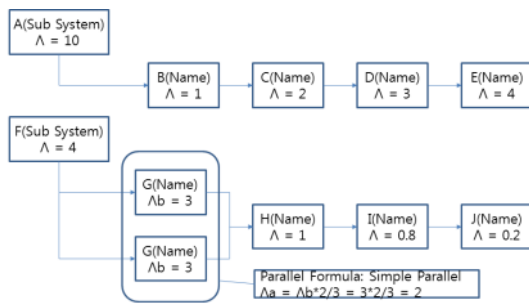 A(Sub System)
Λ = 10
B(Name)
Λ = 1
C(Name)
Λ = 2
D(Name)
Λ = 3
E(Name)
Λ = 4
F(Sub System)
Λ = 4
G(Name)
Λb = 3
G(Name)
Λb = 3
H(Name)
Λ = 1
I(Name)
Λ = 0.8
J(Name)
Λ = 0.2
Parallel Formula: Simple Parallel
Λa = Λb*2/3 = 3*2/3 = 2